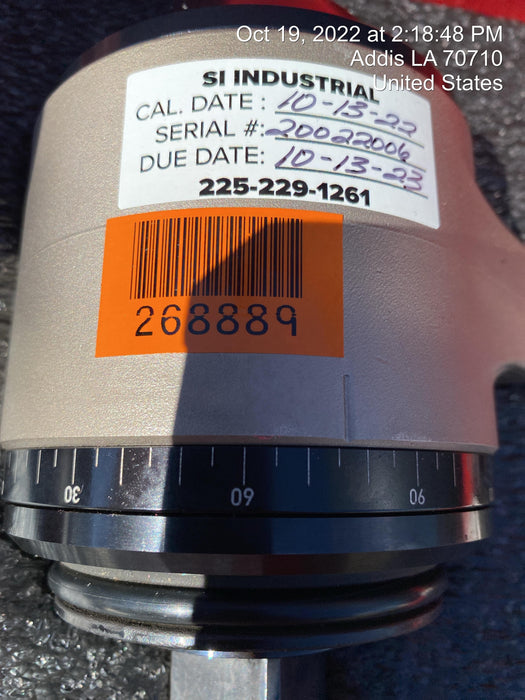 Oct 19, 2022 at 2:18:48 PM
Addis LA 70710
United States
SI INDUSTRIAL
CAL. DATE : 10-13-22
SERIAL #: 20022006
DUE DATE: 10-13-23
225-229-1261
268889
30 60 90